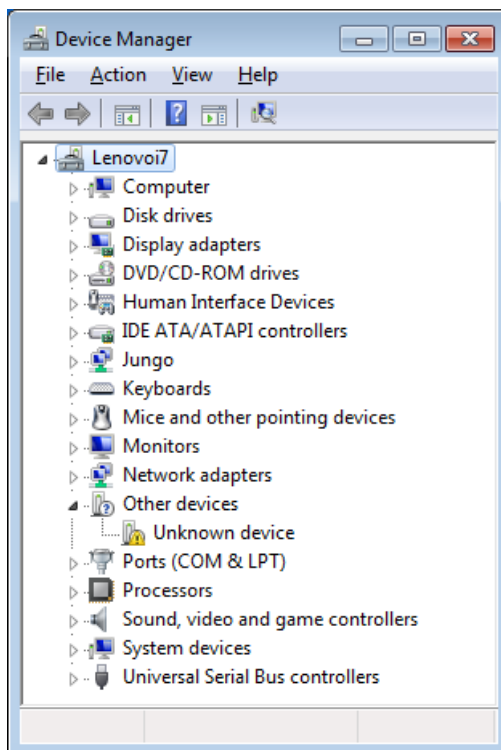 Device Manager
File Action View Help
Lenovoi7
Computer
Disk drives
Display adapters
DVD/CD-ROM drives
Human Interface Devices
IDE ATA/ATAPI controllers
Jungo
Keyboards
Mice and other pointing devices
Monitors
Network adapters
Other devices
Unknown device
Ports (COM & LPT)
Processors
Sound, video and game controllers
System devices
Universal Serial Bus controllers